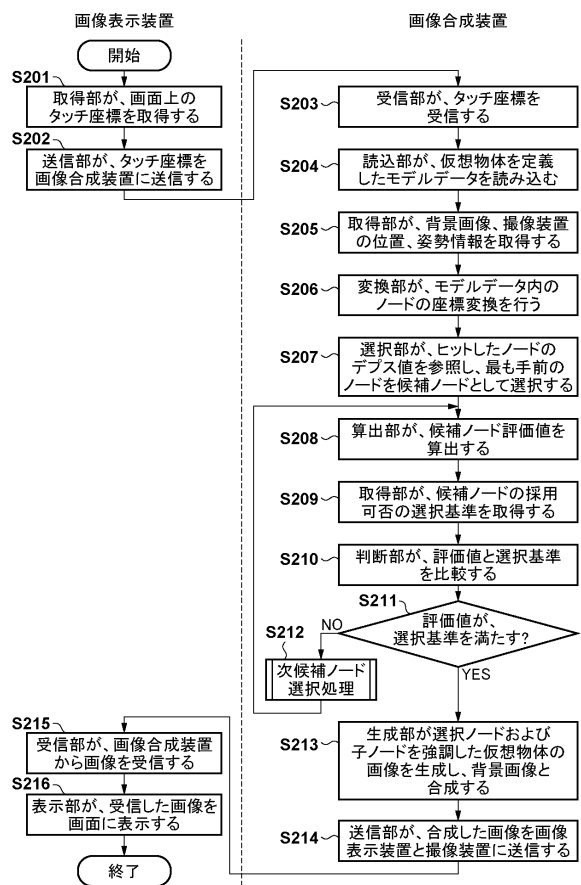 画像表示装置
画像合成装置
開始
S201
取得部が、画面上の
タッチ座標を取得する
S202
送信部が、タッチ座標を
画像合成装置に送信する
S203
受信部が、タッチ座標を
受信する
S204
読込部が、仮想物体を定義
したモデルデータを読み込む
S205
取得部が、背景画像、撮像装置
の位置、姿勢情報を取得する
S206
変換部が、モデルデータ内の
ノードの座標変換を行う
S207
選択部が、ヒットしたノードの
デプス値を参照し、最も手前の
ノードを候補ノードとして選択する
S208
算出部が、候補ノード評価値を
算出する
S209
取得部が、候補ノードの採用
可否の選択基準を取得する
S210
判断部が、評価値と選択基準
を比較する
S211
評価値が、
選択基準を満たす?
NO
YES
S212
次候補ノード
選択処理
S213
生成部が選択ノードおよび
子ノードを強調した仮想物体の
画像を生成し、背景画像と
合成する
S214
送信部が、合成した画像を画像
表示装置と撮像装置に送信する
S215
受信部が、画像合成装置
から画像を受信する
S216
表示部が、受信した画像を
画面に表示する
終了